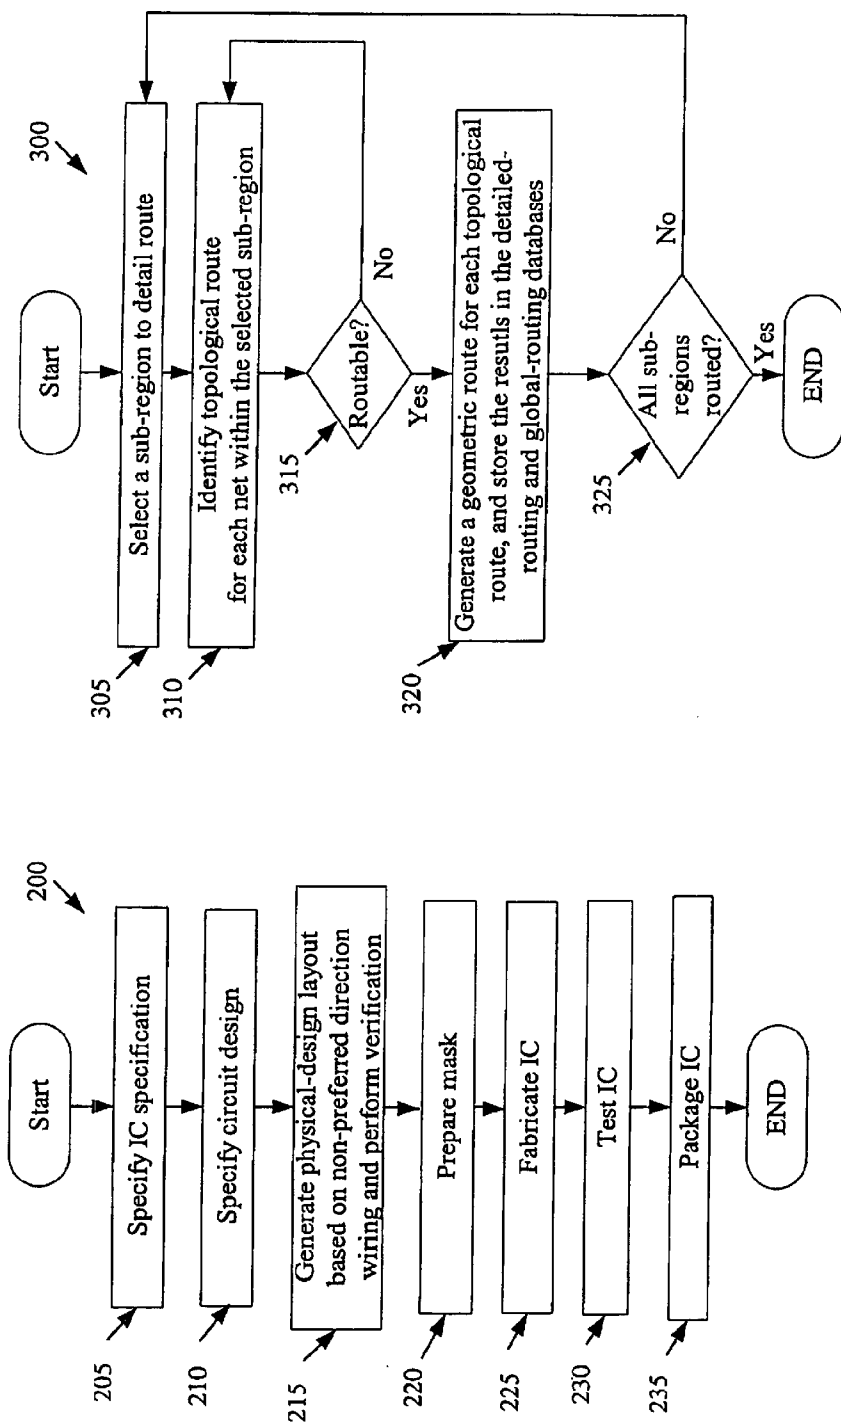 200
Start
205
Specify IC specification
210
Specify circuit design
215
Generate physical-design layout
based on non-preferred direction
wiring and perform verification
220
Prepare mask
225
Fabricate IC
230
Test IC
235
Package IC
END
300
Start
305
Select a sub-region to detail route
310
Identify topological route
for each net within the selected sub-region
315
Routable?
No
Yes
320
Generate a geometric route for each topological
route, and store the resutls in the detailed-
routing and global-routing databases
325
All sub-
regions
routed?
No
Yes
END